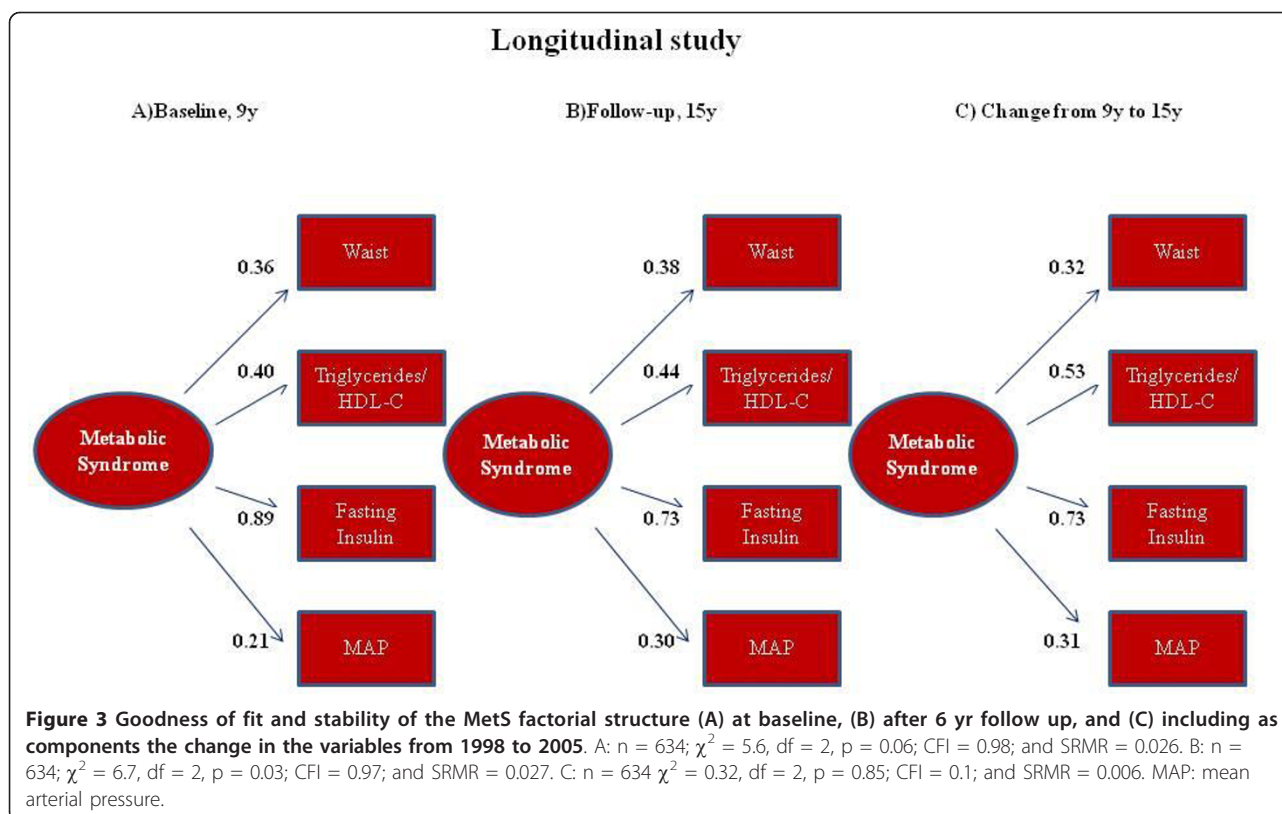 Longitudinal study
A)Baseline, 9y
B)Follow-up, 15y
C) Change from 9y to 15y
Metabolic
Syndrome
0.36
Waist
0.40
Triglycerides/
HDL-C
0.89
Fasting
Insulin
0.21
MAP
Metabolic
Syndrome
0.38
Waist
0.44
Triglycerides/
HDL-C
0.73
Fasting
Insulin
0.30
MAP
Metabolic
Syndrome
0.32
Waist
0.53
Triglycerides/
HDL-C
0.73
Fasting
Insulin
0.31
MAP
Figure 3 Goodness of fit and stability of the MetS factorial structure (A) at baseline, (B) after 6 yr follow up, and (C) including as
components the change in the variables from 1998 to 2005. A: n = 634; χ² = 5.6, df = 2, p = 0.06; CFI = 0.98; and SRMR = 0.026. B: n =
634; χ² = 6.7, df = 2, p = 0.03; CFI = 0.97; and SRMR = 0.027. C: n = 634 χ² = 0.32, df = 2, p = 0.85; CFI = 0.1; and SRMR = 0.006. MAP: mean
arterial pressure.